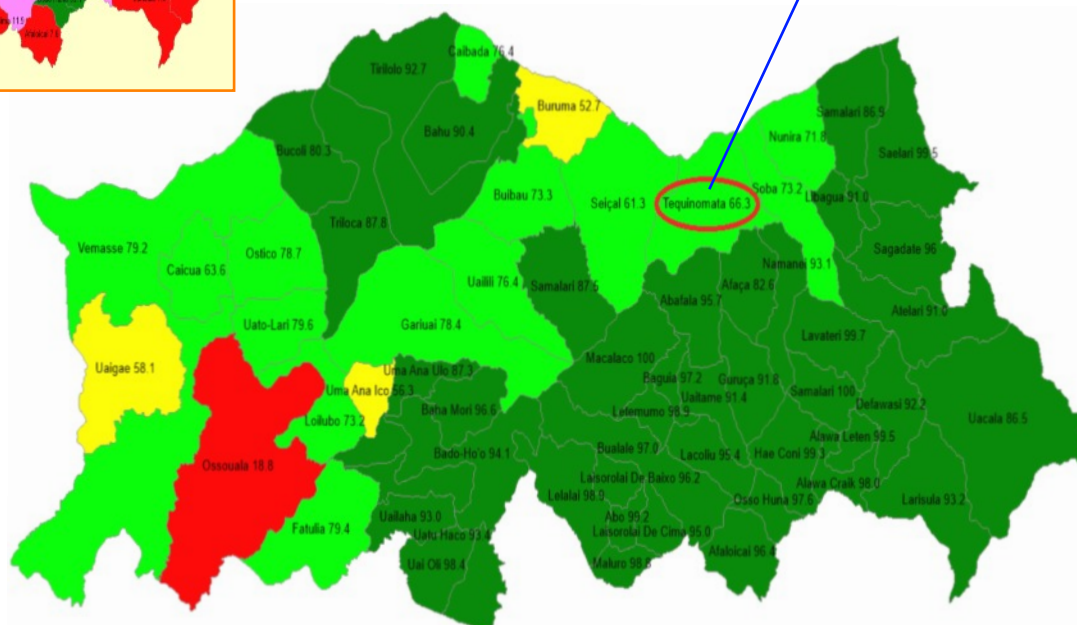 Caibada 76.4
Tirilolo 92.7
Buruma 52.7
Bahu 90.4
Samalari 86.9
Nunira 71.8
Bucoli 80.3
Saelari 99.5
Soba 73.2
Buibau 73.3
Libagua 91.0
Seiçal 61.3
Tequinomata 66.3
Triloca 87.8
Vemasse 79.2
Ostico 78.7
Sagadate 96
Caicua 63.6
Namanei 93.1
Uailili 76.4
Samalari 87.5
Afaça 82.6
Abafala 95.7
Atelari 91.0
Uato-Lari 79.6
Gariuai 78.4
Lavateri 99.7
Macalaco 100
Uaigae 58.1
Uma Ana Ulo 87.3
Baguia 97.2
Guruça 91.8
Uma Ana Ico 56.3
Samalari 100
Uaitame 91.4
Defawasi 92.2
Baha Mori 96.6
Letemumo 98.9
Uacala 86.5
Loilubo 73.2
Alawa Leten 99.5
Bualale 97.0
Bado-Ho'o 94.1
Lacoliu 95.4
Hae Coni 99.3
Ossouala 18.8
Laisorolai De Baixo 96.2
Alawa Craik 98.0
Lelalai 98.9
Osso Huna 97.6
Larisula 93.2
Uailaha 93.0
Abo 99.2
Fatulia 79.4
Uatu Haco 93.4
Laisorolai De Cima 95.0
Afaloicai 96.4
Uai Oli 98.4
Maluro 98.8